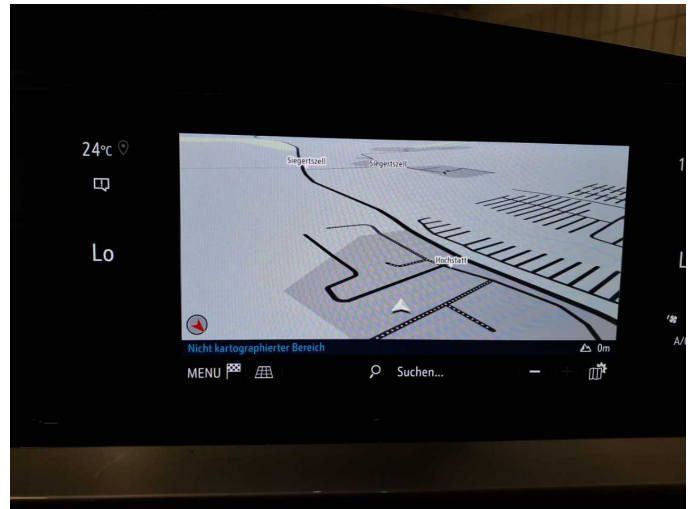 24°C
Siegertszell
Siegertszell
Lo
Hochstatt
Nicht kartographierter Bereich
0m
MENU
Suchen...
A/C